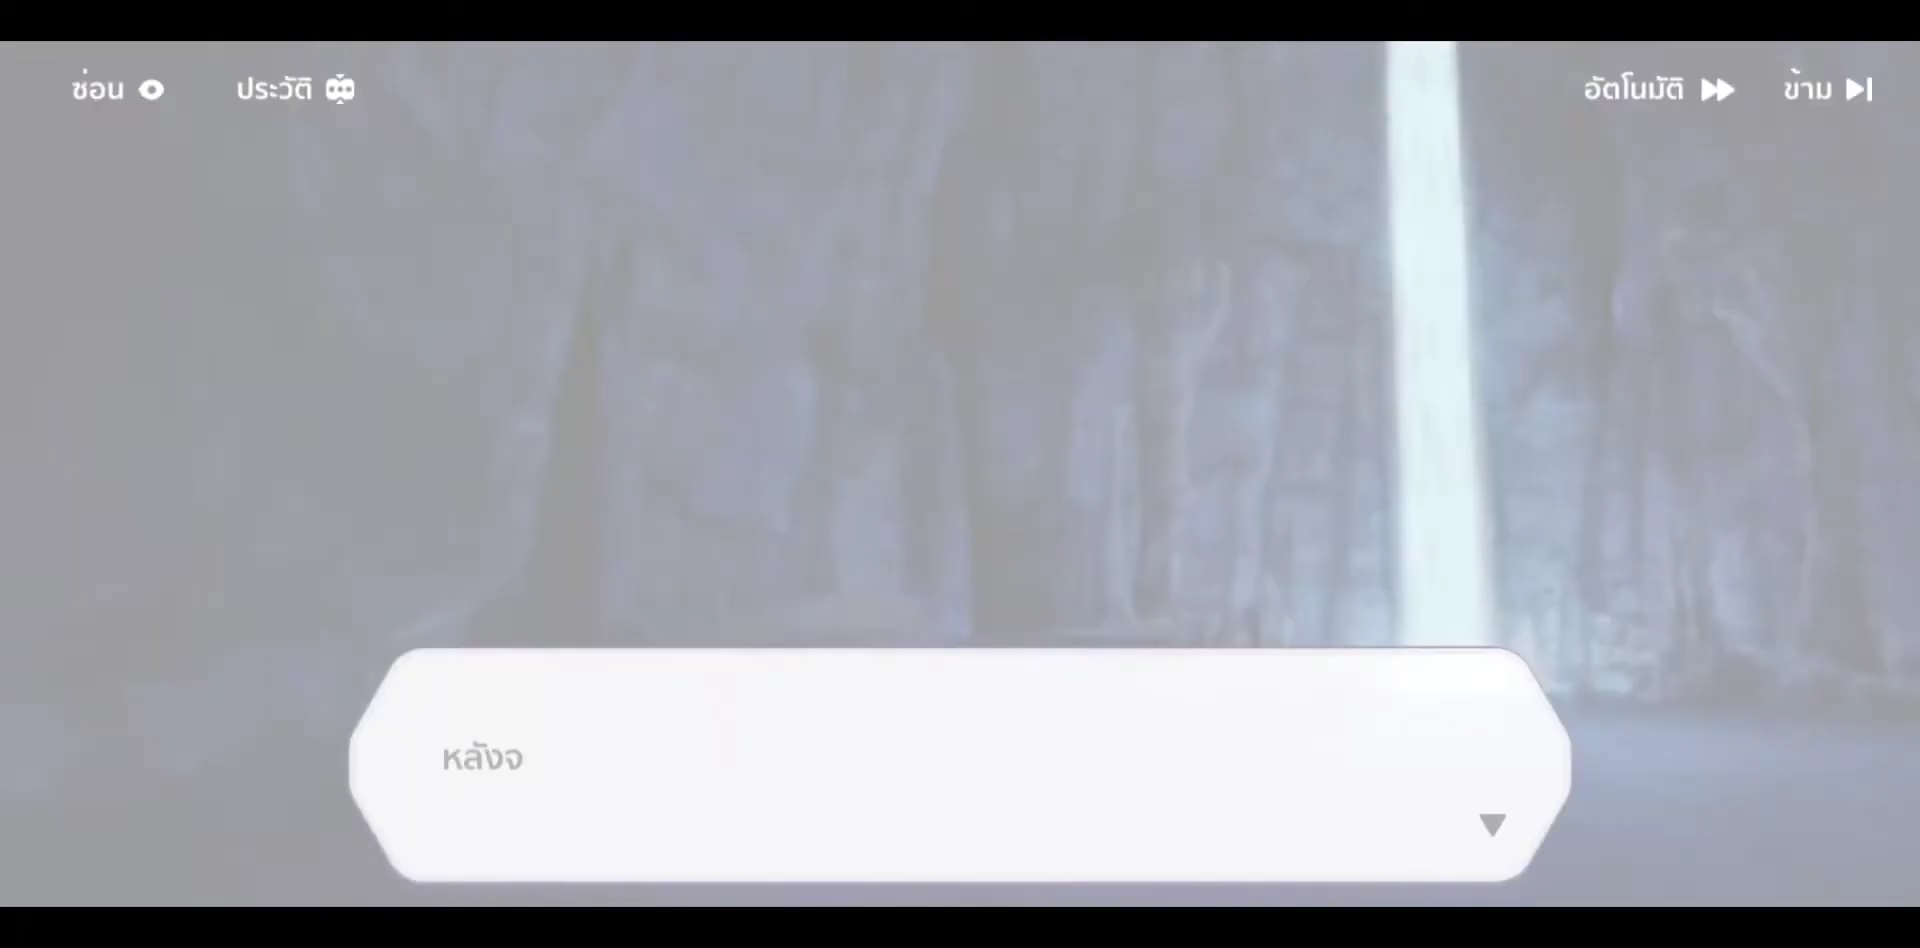 ซ่อน
ประวัติ
อัตโนมัติ
ข้าม
หลังจ